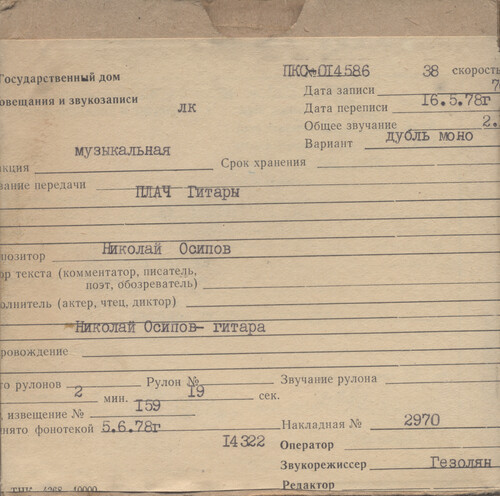 ПКС-014586 38 скорость
Государственный дом
Дата записи 7
овещания и звукозаписи
Дата переписи 16.5.78г
лк
Общее звучание 2.
Вариант дубль моно
музыкальная
кция Срок хранения
вание передачи ПЛАЧ Гитары
позитор Николай Осипов
ор текста (комментатор, писатель,
поэт, обозреватель)
олнитель (актер, чтец, диктор)
Николай Осипов- гитара
ровождение
го рулонов Рулон № Звучание рулона
2 мин. 19 сек.
, извещение № 159
нято фонотекой 5.6.78г Накладная № 2970
14322 Оператор
Звукорежиссер Гезолян
Редактор